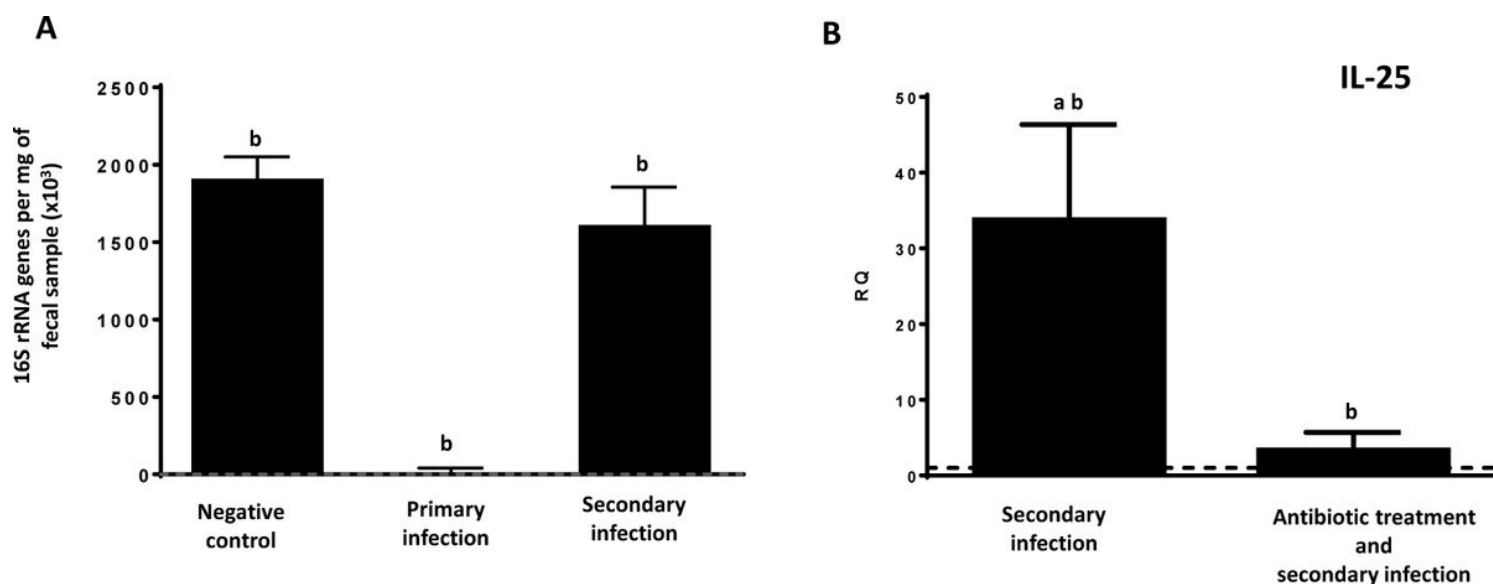 A
16S rRNA genes per mg of
fecal sample (x10³)
2500
2000
1500
1000
500
0
b
b
b
Negative
control
Primary
infection
Secondary
infection
B
IL-25
RQ
50
40
30
20
10
0
a b
b
Secondary
infection
Antibiotic treatment
and
secondary infection